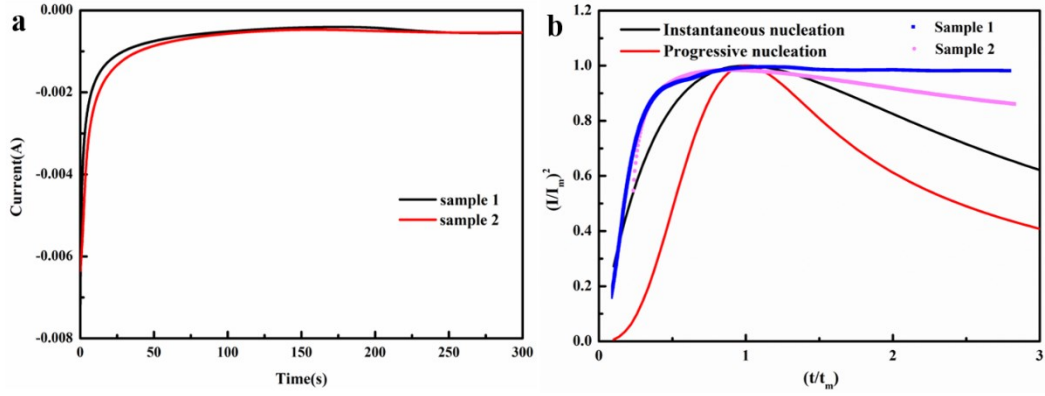 a
0.000
-0.002
-0.004
-0.006
-0.008
Current(A)
sample 1
sample 2
0 50 100 150 200 250 300
Time(s)
b
Instantaneous nucleation
Progressive nucleation
Sample 1
Sample 2
1.0
0.8
0.6
0.4
0.2
0.0
(I/Im)2
0 1 2 3
(t/tm)